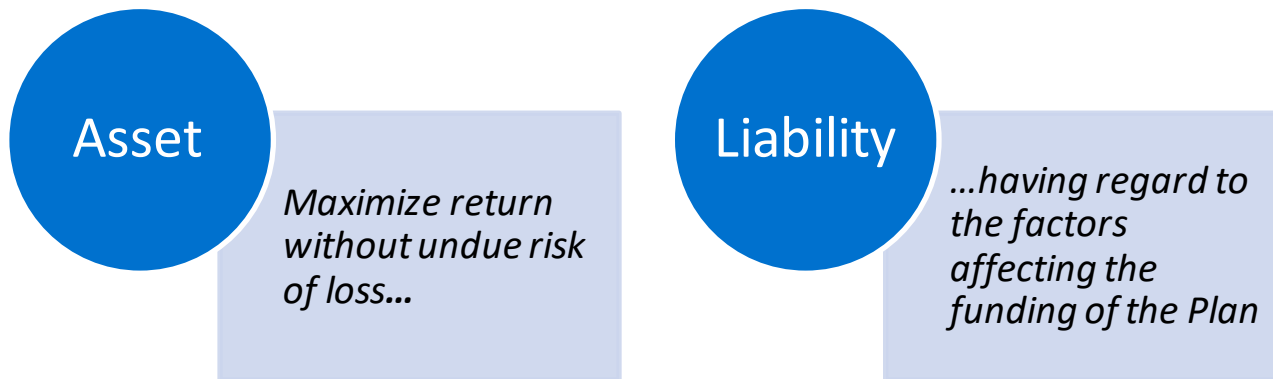 Asset
Maximize return
without undue risk
of loss...
Liability
...having regard to
the factors
affecting the
funding of the Plan